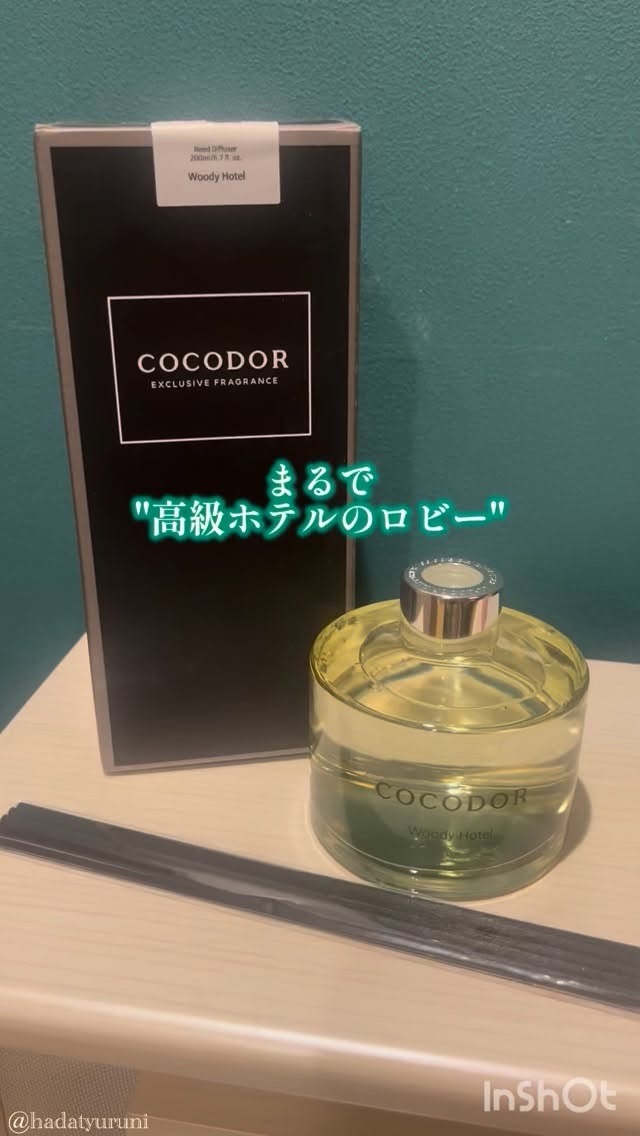 Reed Diffuser
200ml/6.7 fl. oz.
Woody Hotel
COCODOR
EXCLUSIVE FRAGRANCE
まるで
"高級ホテルのロビー"
COCODOR
Woody Hotel
InShOt
@hadatyuruni